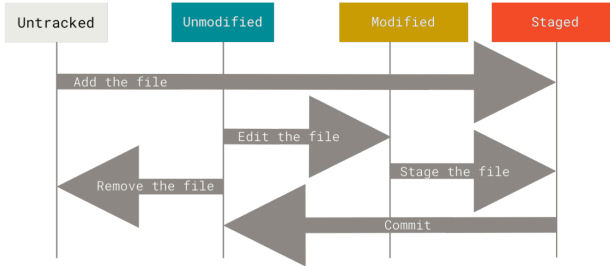 Untracked
Unmodified
Modified
Staged
Add the file
Edit the file
Stage the file
Remove the file
Commit